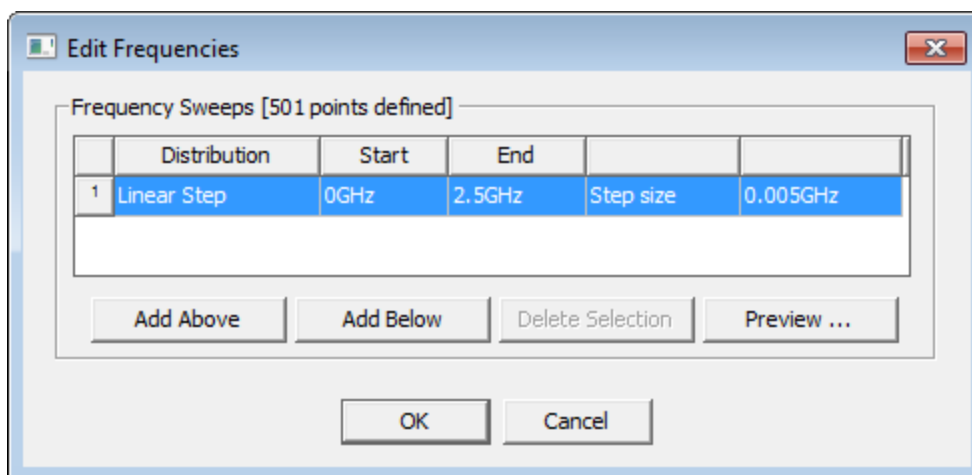 Edit Frequencies
Frequency Sweeps [501 points defined]
Distribution Start End
1 Linear Step 0GHz 2.5GHz Step size 0.005GHz
Add Above Add Below Delete Selection Preview ...
OK Cancel